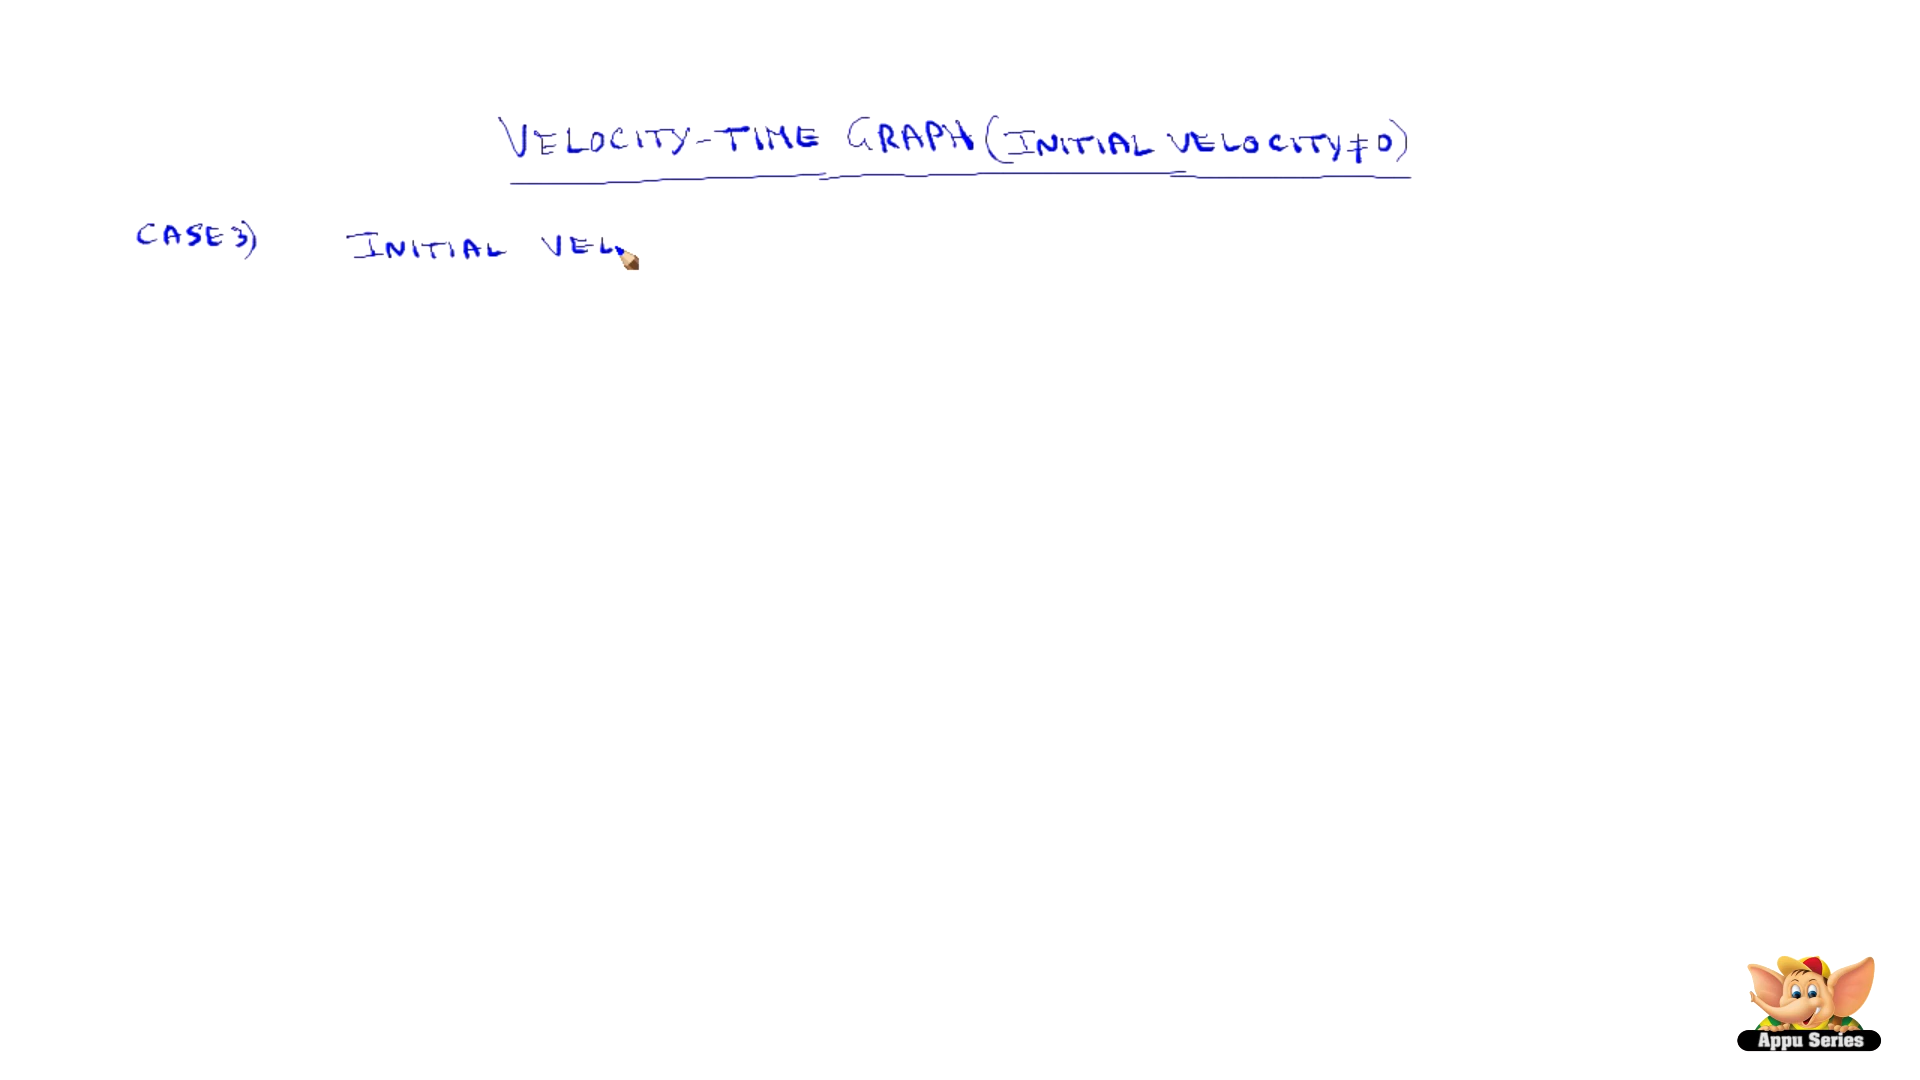 VELOCITY-TIME GRAPH (INITIAL VELOCITY≠0)
CASE 3) INITIAL VEL
Appu Series